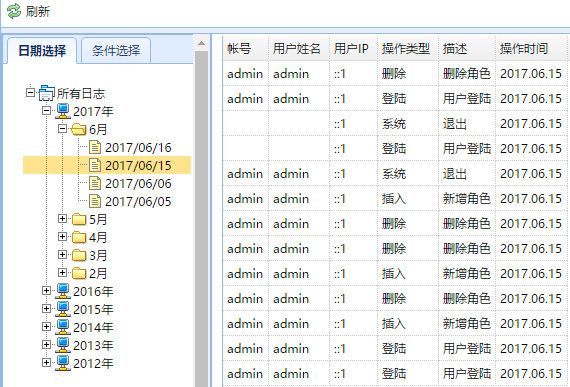 刷新
日期选择 条件选择
所有日志
2017年
6月
2017/06/16
2017/06/15
2017/06/06
2017/06/05
5月
4月
3月
2月
2016年
2015年
2014年
2013年
2012年
帐号 用户姓名 用户IP 操作类型 描述 操作时间
admin admin ::1 删除 删除角色 2017.06.15
admin admin ::1 登陆 用户登陆 2017.06.15
::1 系统 退出 2017.06.15
::1 登陆 用户登陆 2017.06.15
admin admin ::1 系统 退出 2017.06.15
admin admin ::1 插入 新增角色 2017.06.15
admin admin ::1 删除 删除角色 2017.06.15
admin admin ::1 删除 删除角色 2017.06.15
admin admin ::1 插入 新增角色 2017.06.15
admin admin ::1 删除 删除角色 2017.06.15
admin admin ::1 插入 新增角色 2017.06.15
admin admin ::1 登陆 用户登陆 2017.06.15
admin admin ::1 登陆 用户登陆 2017.06.15